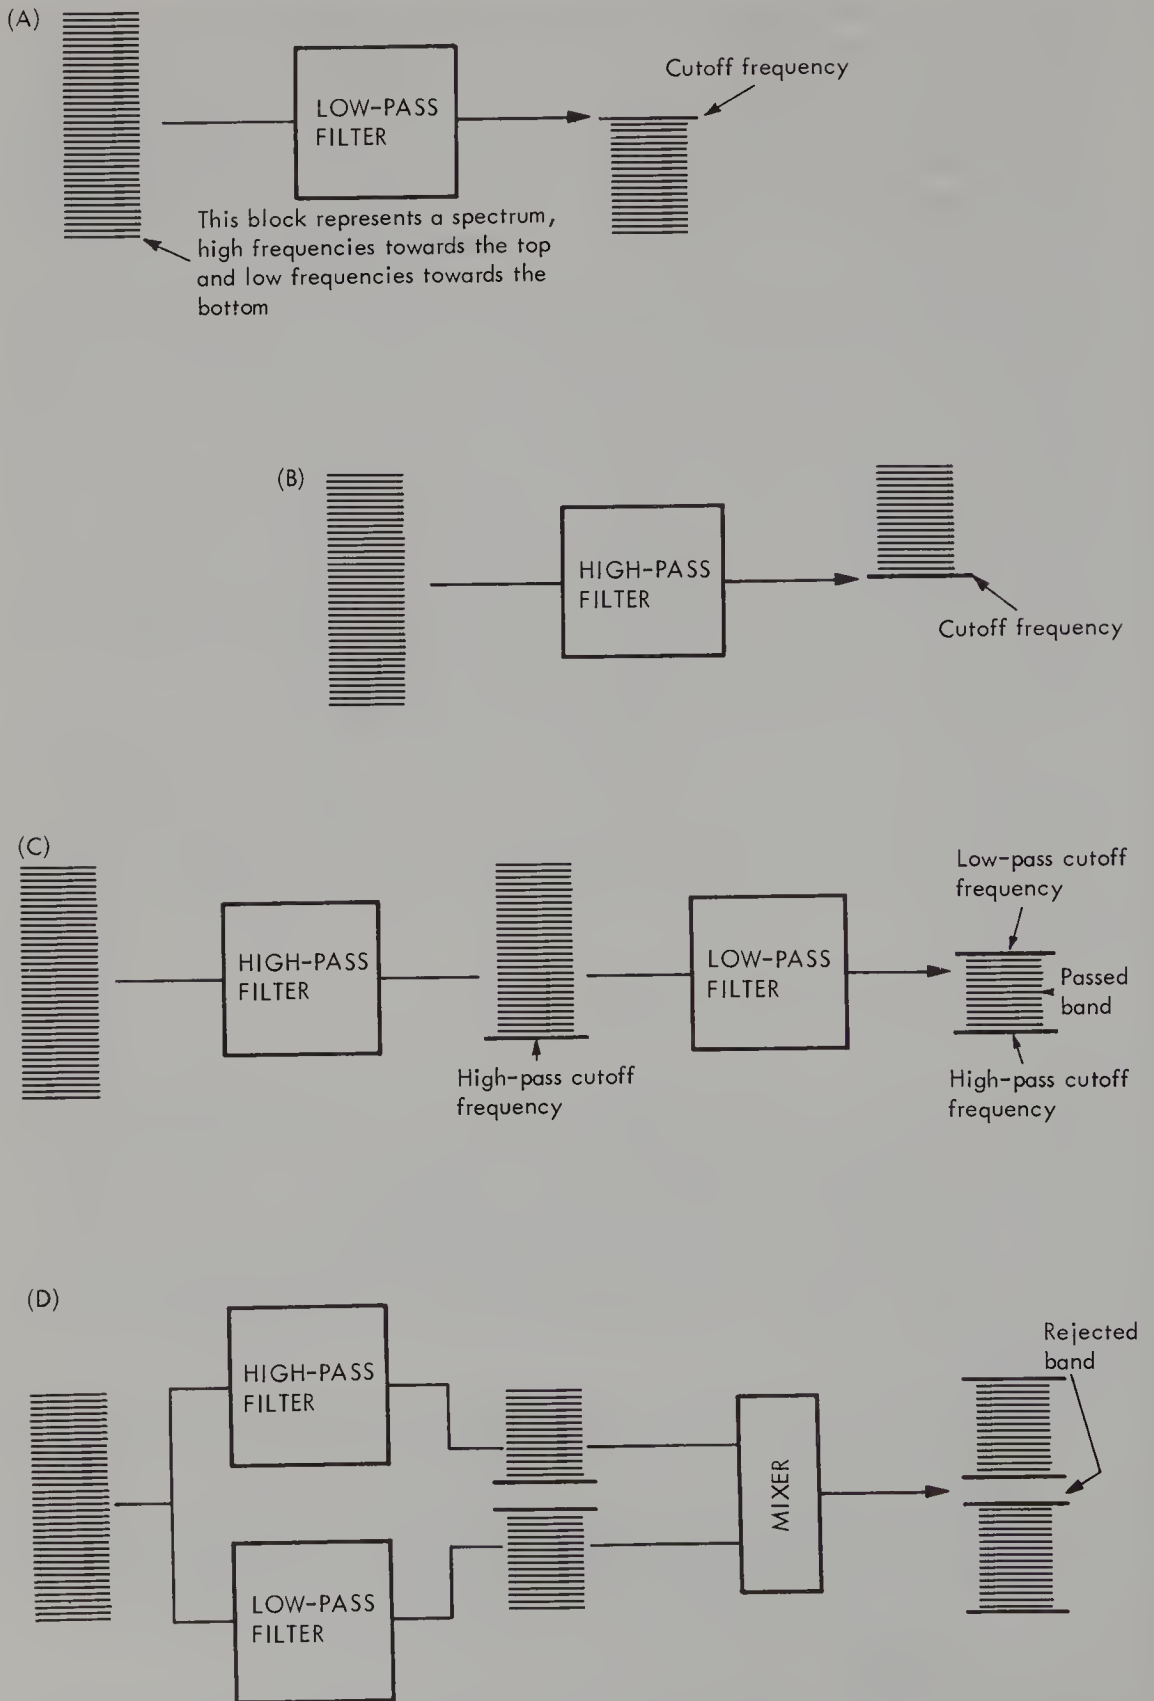 (A)
LOW-PASS
FILTER
Cutoff frequency
This block represents a spectrum,
high frequencies towards the top
and low frequencies towards the
bottom
(B)
HIGH-PASS
FILTER
Cutoff frequency
(C)
HIGH-PASS
FILTER
High-pass cutoff
frequency
LOW-PASS
FILTER
Low-pass cutoff
frequency
Passed
band
High-pass cutoff
frequency
(D)
HIGH-PASS
FILTER
LOW-PASS
FILTER
MIXER
Rejected
band